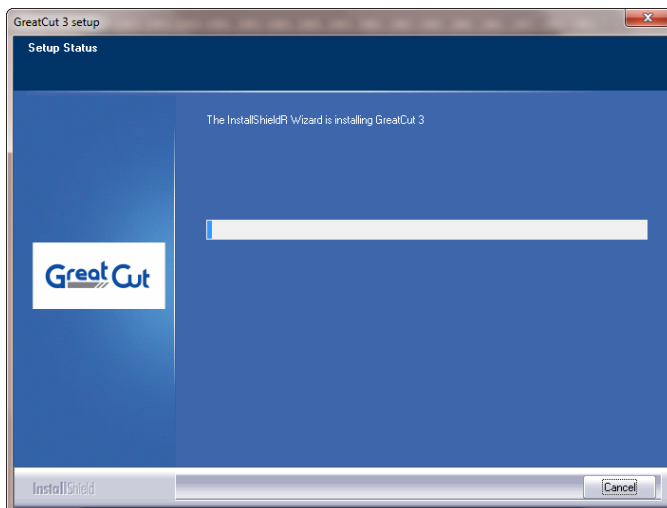 GreatCut 3 setup
Setup Status
The InstallShieldR Wizard is installing GreatCut 3
Great Cut
InstallShield
Cancel